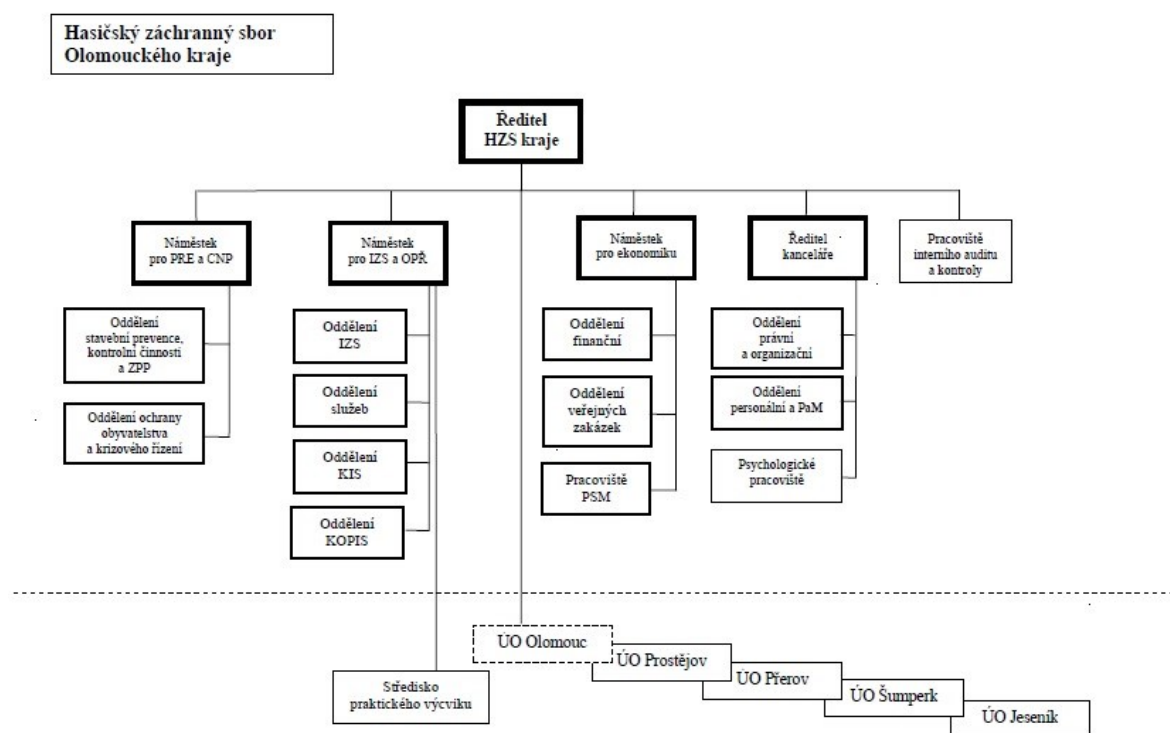 Hasičský záchranný sbor
Olomouckého kraje
Ředitel
HZS kraje
Náměstek
pro PRE a CNP
Náměstek
pro IZS a OPŘ
Náměstek
pro ekonomiku
Ředitel
kanceláře
Pracoviště
interního auditu
a kontroly
Oddělení
stavební prevence,
kontrolní činnosti
a ZPP
Oddělení ochrany
obyvatelstva
a krizového řízení
Oddělení
IZS
Oddělení
služeb
Oddělení
KIS
Oddělení
KOPIS
Oddělení
finanční
Oddělení
veřejných
zakázek
Pracoviště
PSM
Oddělení
právní
a organizační
Oddělení
personální a PaM
Psychologické
pracoviště
Středisko
praktického výcviku
ÚO Olomouc
ÚO Prostějov
ÚO Přerov
ÚO Šumperk
ÚO Jeseník